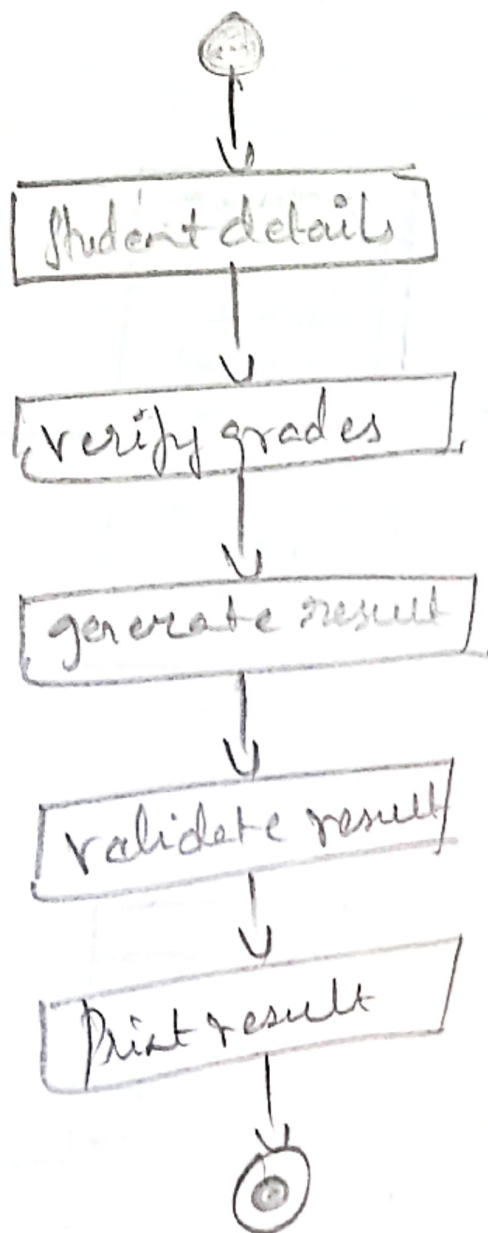 Student details
verify grades
generate result
validate result
Print result